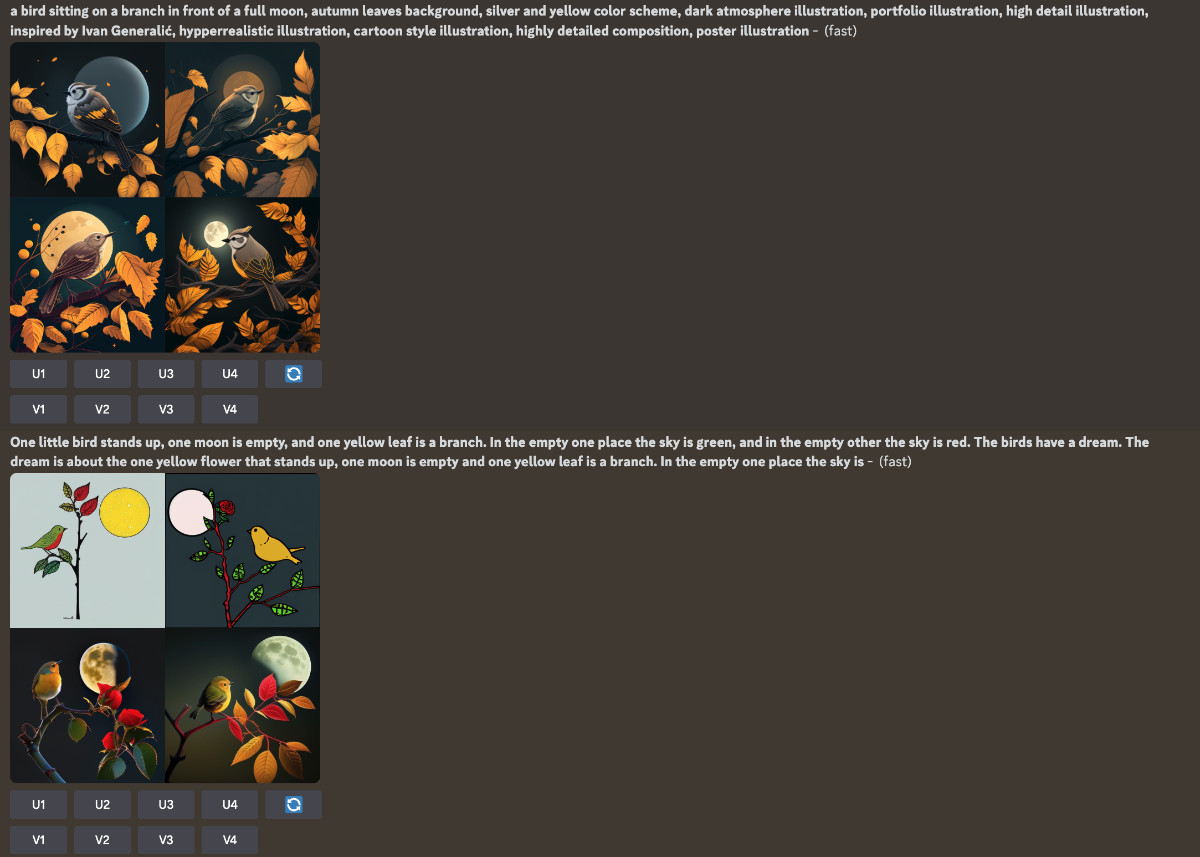 a bird sitting on a branch in front of a full moon, autumn leaves background, silver and yellow color scheme, dark atmosphere illustration, portfolio illustration, high detail illustration,
inspired by Ivan Generalić, hypperrealistic illustration, cartoon style illustration, highly detailed composition, poster illustration - (fast)
U1 U2 U3 U4
V1 V2 V3 V4
One little bird stands up, one moon is empty, and one yellow leaf is a branch. In the empty one place the sky is green, and in the empty other the sky is red. The birds have a dream. The
dream is about the one yellow flower that stands up, one moon is empty and one yellow leaf is a branch. In the empty one place the sky is - (fast)
U1 U2 U3 U4
V1 V2 V3 V4